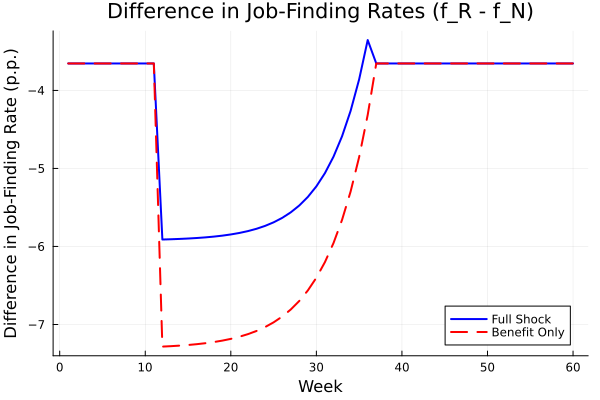 Difference in Job-Finding Rates (f_R - f_N)
Difference in Job-Finding Rate (p.p.)
−4
−5
−6
−7
Full Shock
Benefit Only
0 10 20 30 40 50 60
Week